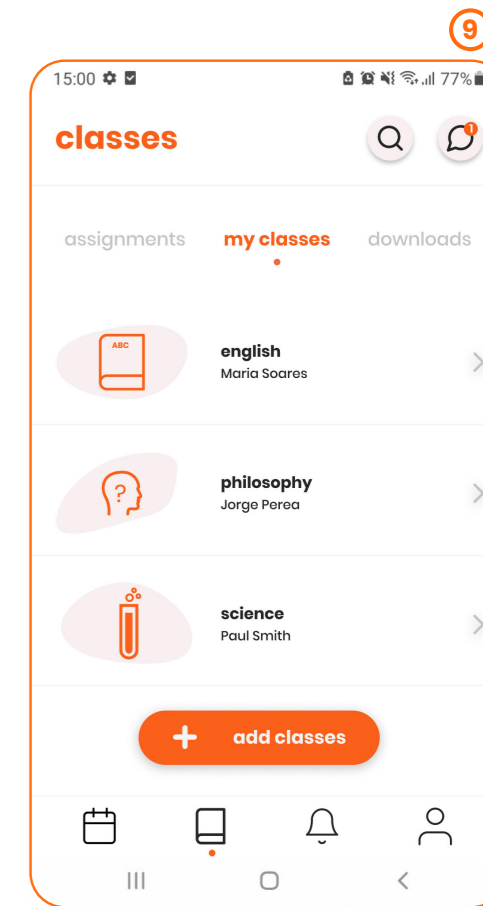 9
15:00 77%
classes
1
assignments my classes downloads
ABC
english
Maria Soares
?
philosophy
Jorge Perea
science
Paul Smith
+ add classes